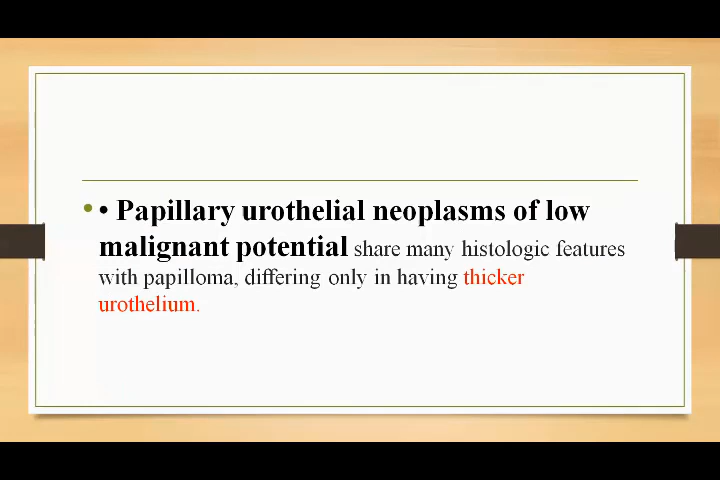 • • Papillary urothelial neoplasms of low
malignant potential share many histologic features
with papilloma, differing only in having thicker
urothelium.